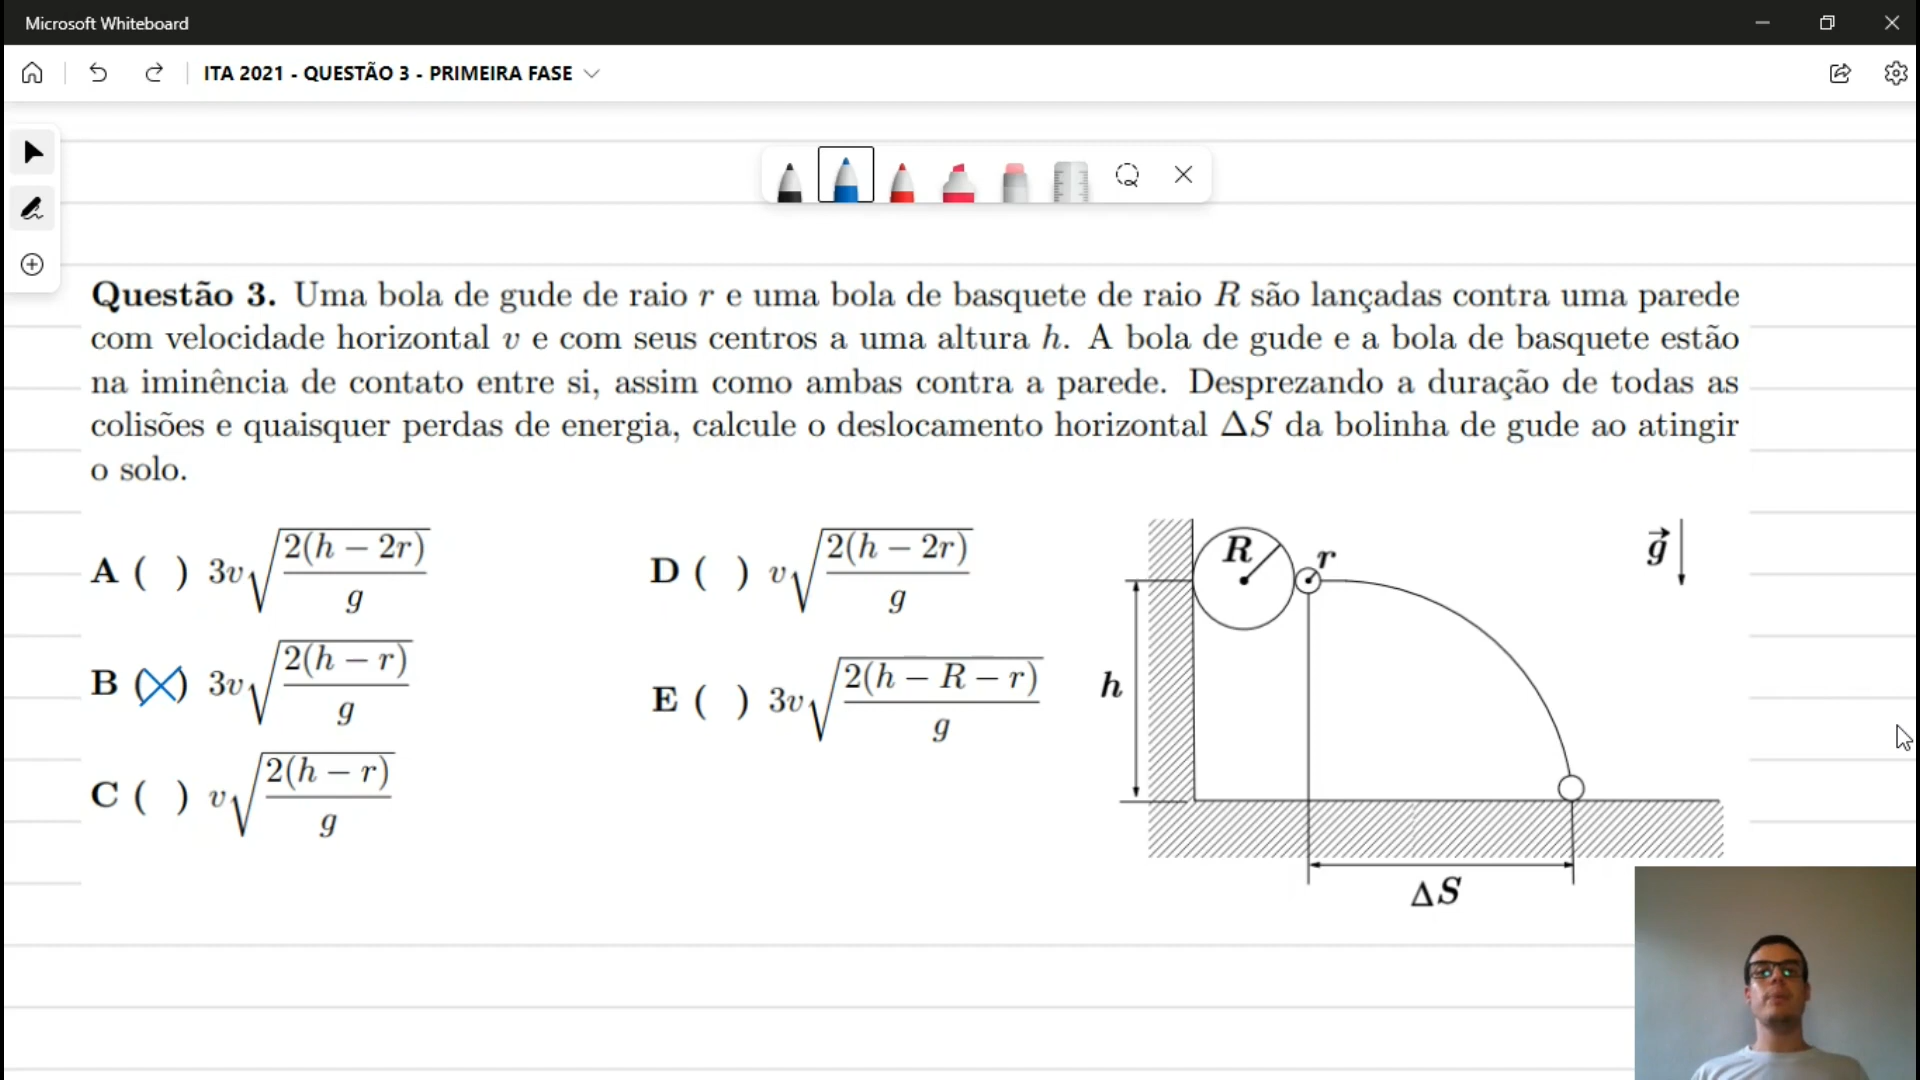 Microsoft Whiteboard
ITA 2021 - QUESTÃO 3 - PRIMEIRA FASE
Questão 3. Uma bola de gude de raio r e uma bola de basquete de raio R são lançadas contra uma parede
com velocidade horizontal v e com seus centros a uma altura h. A bola de gude e a bola de basquete estão
na iminência de contato entre si, assim como ambas contra a parede. Desprezando a duração de todas as
colisões e quaisquer perdas de energia, calcule o deslocamento horizontal ΔS da bolinha de gude ao atingir
o solo.
A ( ) 3v√(2(h − 2r)/g)
B (X) 3v√(2(h − r)/g)
C ( ) v√(2(h − r)/g)
D ( ) v√(2(h − 2r)/g)
E ( ) 3v√(2(h − R − r)/g)
R
r
g⃗
h
ΔS